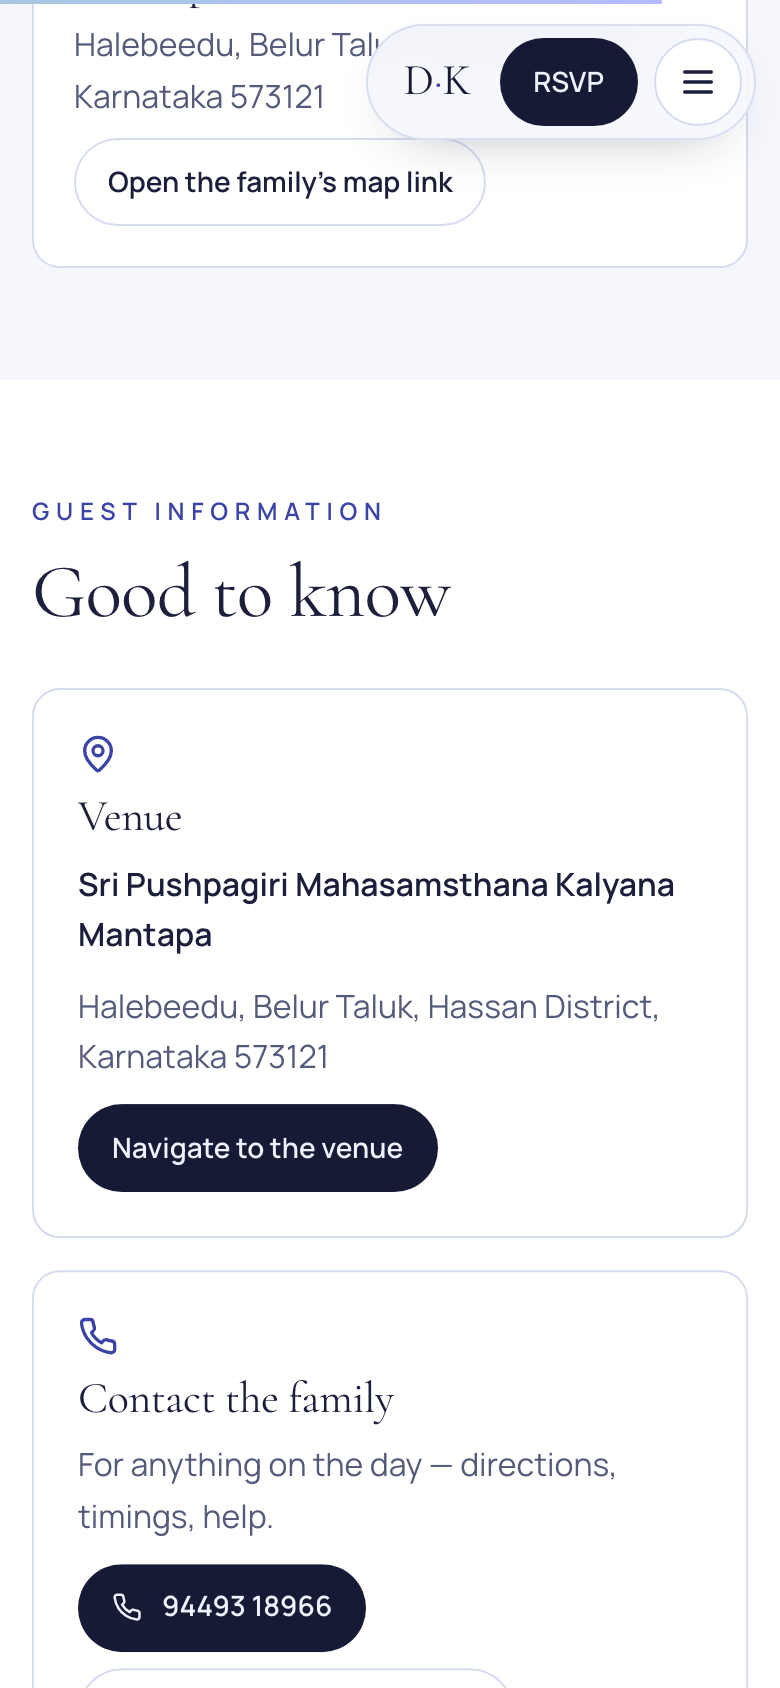 Halebeedu, Belur
Karnataka 573121
D·K
RSVP
Open the family’s map link
GUEST INFORMATION
Good to know
Venue
Sri Pushpagiri Mahasamsthana Kalyana
Mantapa
Halebeedu, Belur Taluk, Hassan District,
Karnataka 573121
Navigate to the venue
Contact the family
For anything on the day — directions,
timings, help.
94493 18966